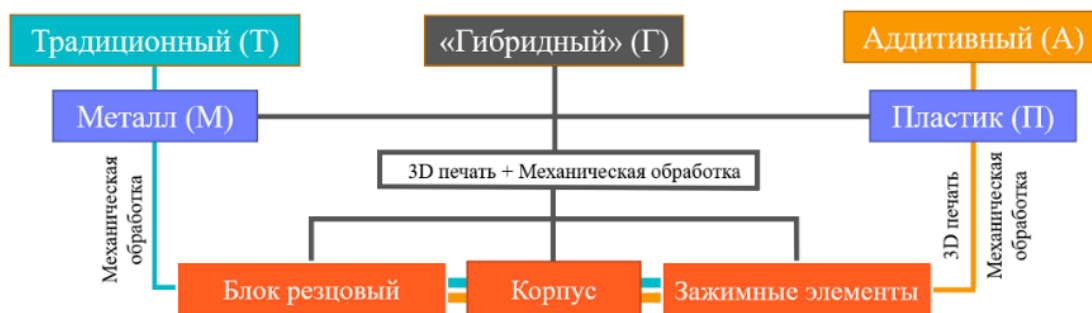 Традиционный (Т)
«Гибридный» (Г)
Аддитивный (А)
Металл (М)
Пластик (П)
3D печать + Механическая обработка
Механическая
обработка
3D печать
Механическая
обработка
Блок резцовый
Корпус
Зажимные элементы